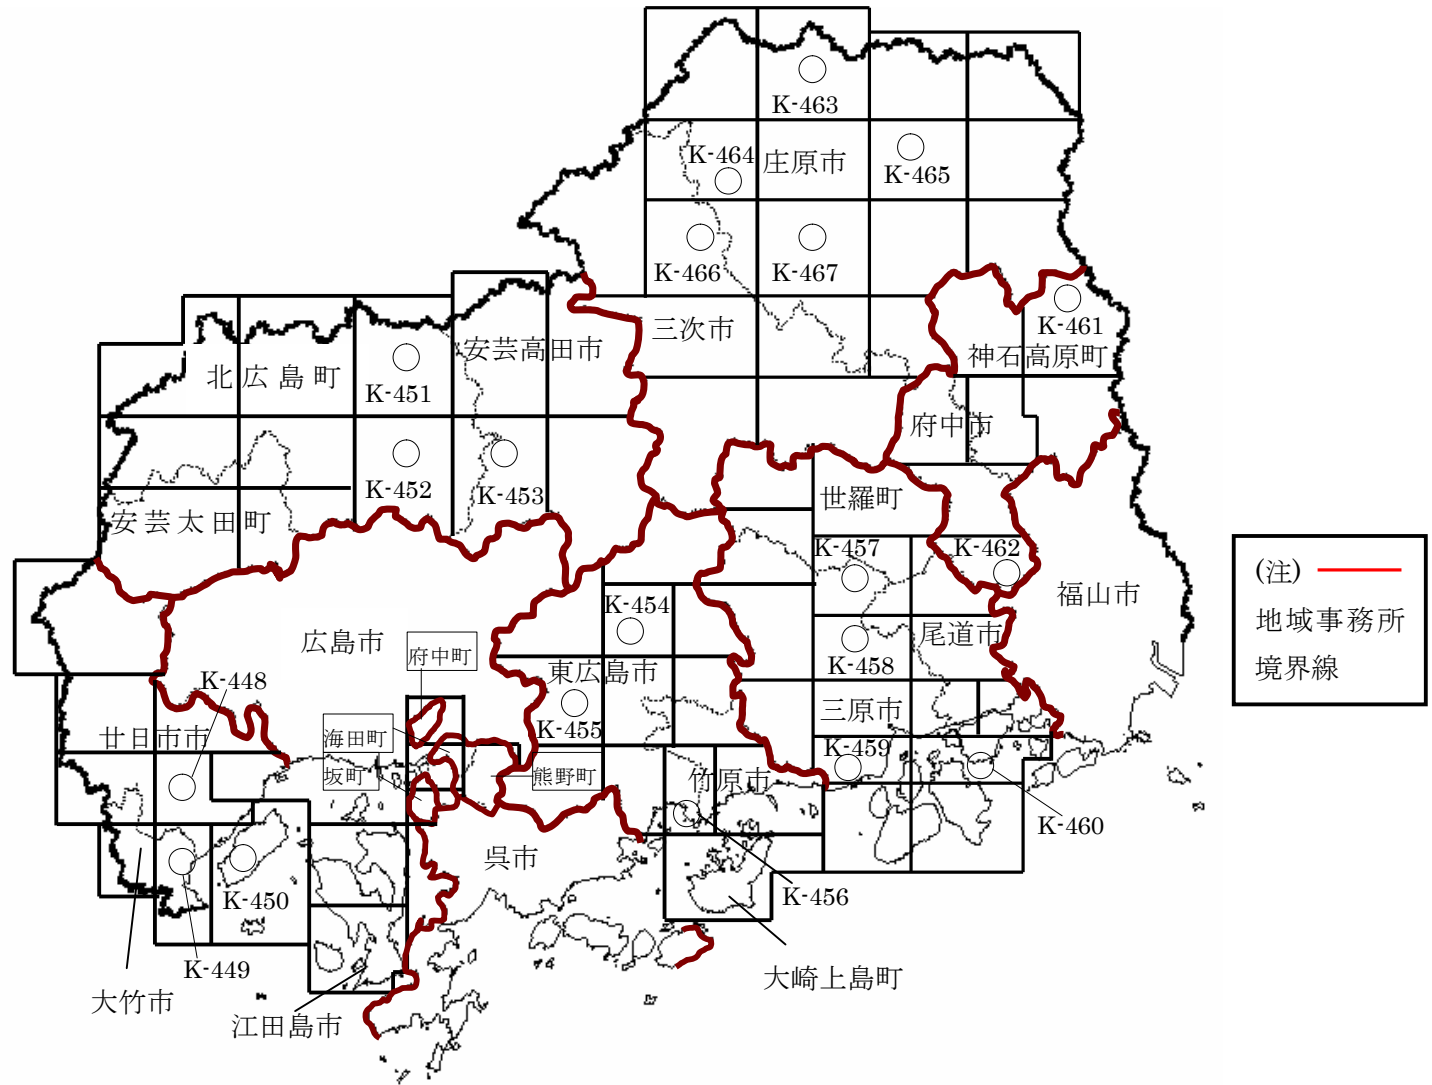 K-463
K-464
庄原市
K-465
K-466
K-467
K-461
三次市
安芸高田市
神石高原町
北広島町
K-451
府中市
K-452
K-453
世羅町
安芸太田町
K-457
K-462
(注)
地域事務所
境界線
福山市
K-454
広島市
府中町
尾道市
K-458
東広島市
K-448
三原市
K-455
海田町
廿日市市
K-459
坂町
熊野町
竹原市
K-460
呉市
K-450
K-456
K-449
大崎上島町
大竹市
江田島市